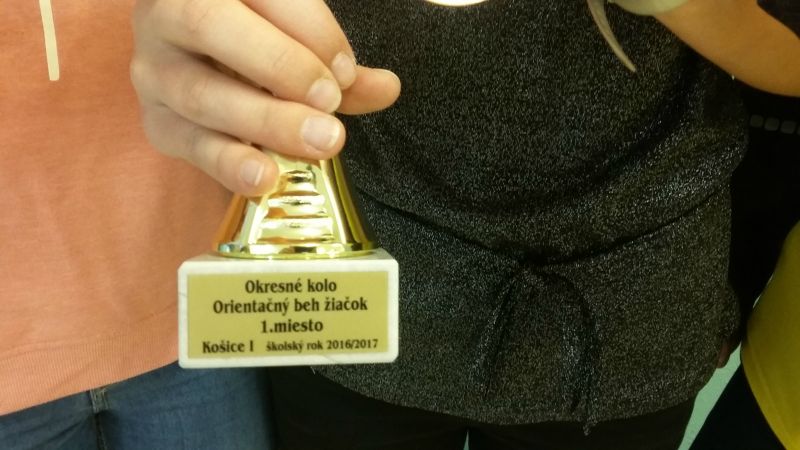 Okresné kolo
Orientačný beh žiačok
1.miesto
Košice I školský rok 2016/2017